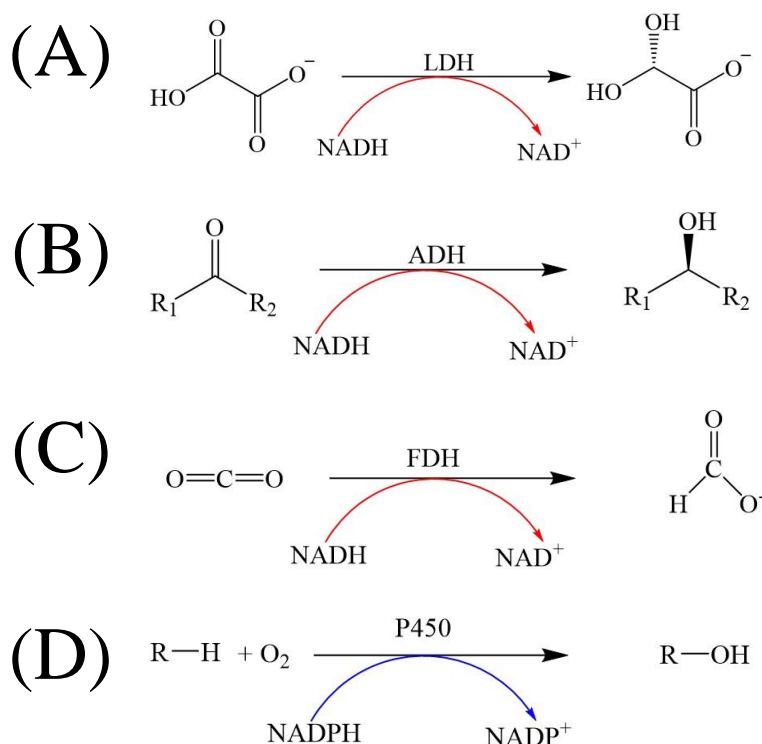 (A)
O
HO
O⁻
O
LDH
NADH
NAD⁺
OH
HO
O⁻
O
(B)
O
R₁
R₂
ADH
NADH
NAD⁺
OH
R₁
R₂
(C)
O=C=O
FDH
NADH
NAD⁺
O
C
H
O⁻
(D)
R—H + O₂
P450
NADPH
NADP⁺
R—OH